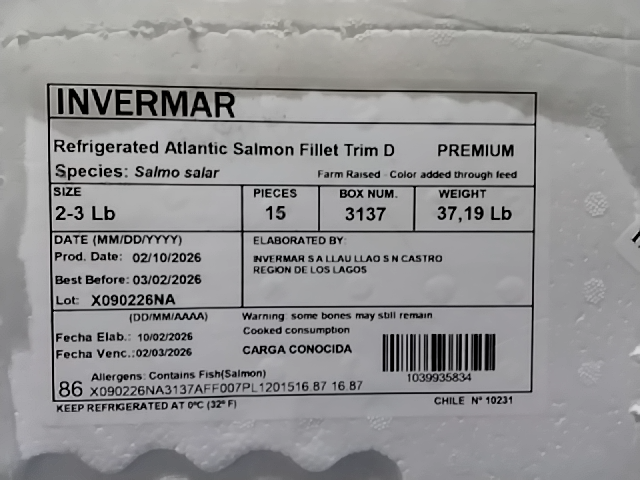 INVERMAR
Refrigerated Atlantic Salmon Fillet Trim D PREMIUM
Species: Salmo salar Farm Raised - Color added through feed
SIZE PIECES BOX NUM. WEIGHT
2-3 Lb 15 3137 37,19 Lb
DATE (MM/DD/YYYY) ELABORATED BY:
Prod. Date: 02/10/2026 INVERMAR S A LLAU LLAO S N CASTRO
REGION DE LOS LAGOS
Best Before: 03/02/2026
Lot: X090226NA
(DD/MM/AAAA) Warning: some bones may still remain
Cooked consumption
Fecha Elab.: 10/02/2026
Fecha Venc.: 02/03/2026 CARGA CONOCIDA
Allergens: Contains Fish(Salmon) 1039935834
86 X090226NA3137AFF007PL1201516.87 16.87
KEEP REFRIGERATED AT 0ºC (32º F) CHILE Nº 10231